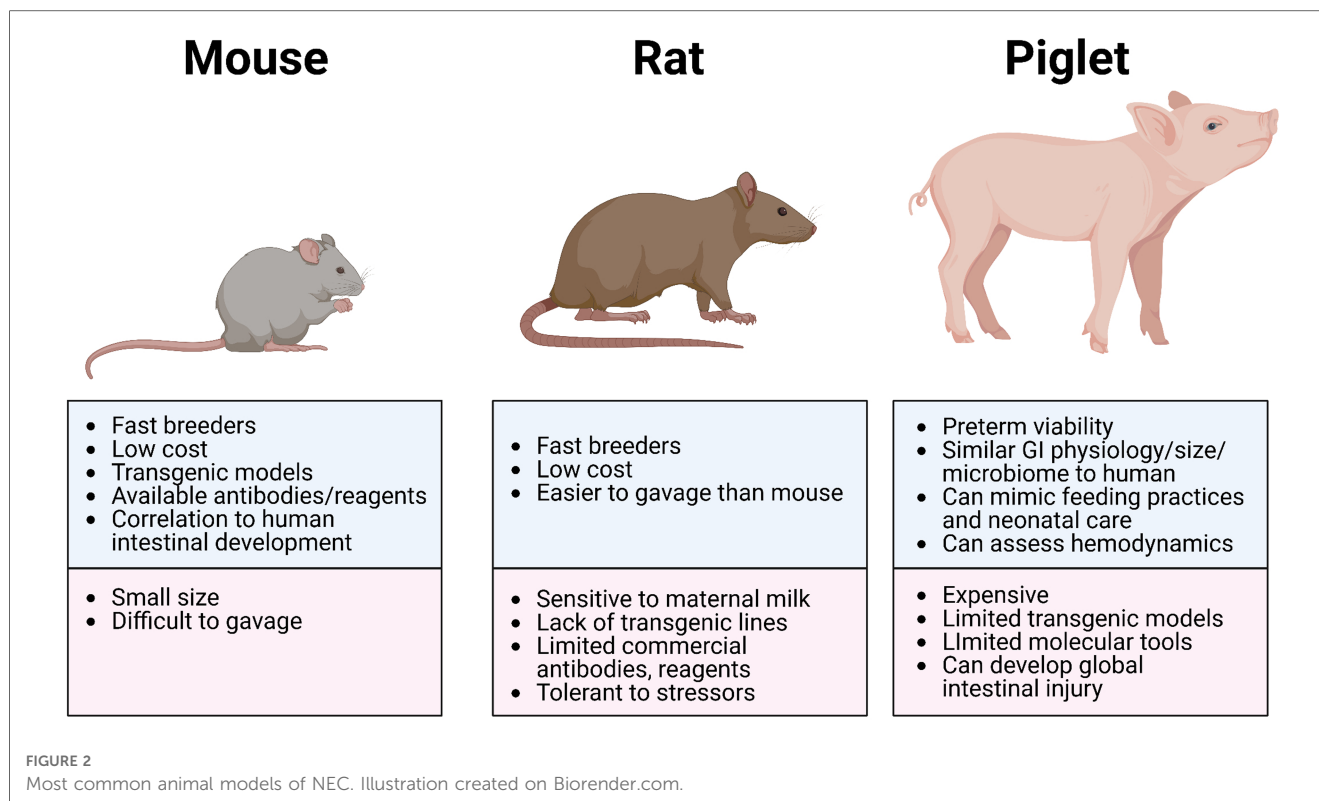 Mouse
Rat
Piglet
• Fast breeders
• Low cost
• Transgenic models
• Available antibodies/reagents
• Correlation to human
intestinal development
• Small size
• Difficult to gavage
• Fast breeders
• Low cost
• Easier to gavage than mouse
• Sensitive to maternal milk
• Lack of transgenic lines
• Limited commercial
antibodies, reagents
• Tolerant to stressors
• Preterm viability
• Similar GI physiology/size/
microbiome to human
• Can mimic feeding practices
and neonatal care
• Can assess hemodynamics
• Expensive
• Limited transgenic models
• LImited molecular tools
• Can develop global
intestinal injury
FIGURE 2
Most common animal models of NEC. Illustration created on Biorender.com.